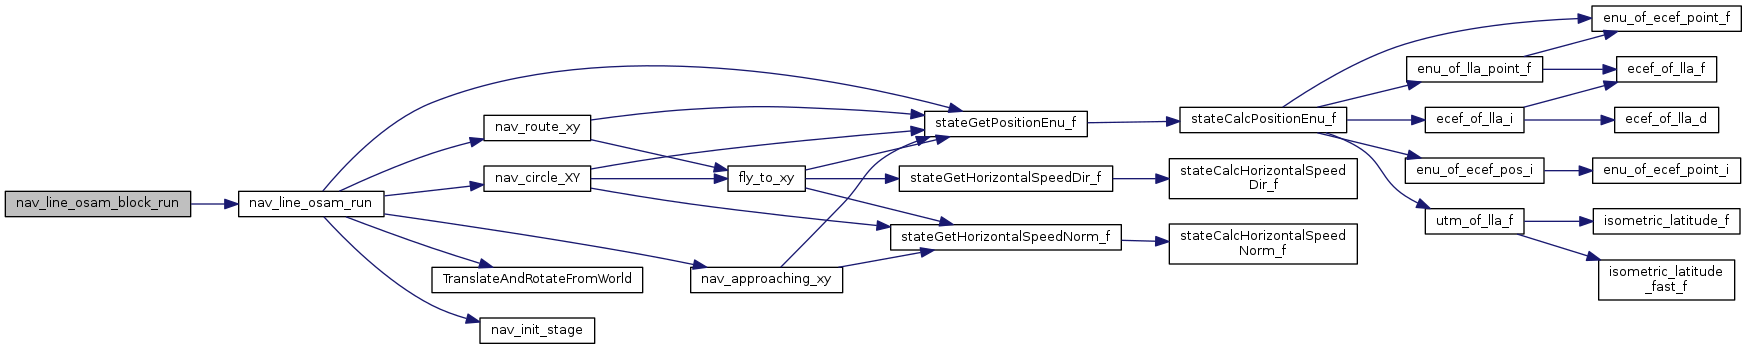 nav_line_osam_block_run
nav_line_osam_run
nav_route_xy
nav_circle_XY
TranslateAndRotateFromWorld
nav_init_stage
fly_to_xy
nav_approaching_xy
stateGetPositionEnu_f
stateGetHorizontalSpeedDir_f
stateGetHorizontalSpeedNorm_f
stateCalcPositionEnu_f
stateCalcHorizontalSpeed
Dir_f
stateCalcHorizontalSpeed
Norm_f
enu_of_lla_point_f
ecef_of_lla_i
enu_of_ecef_pos_i
utm_of_lla_f
enu_of_ecef_point_f
ecef_of_lla_f
ecef_of_lla_d
enu_of_ecef_point_i
isometric_latitude_f
isometric_latitude
_fast_f